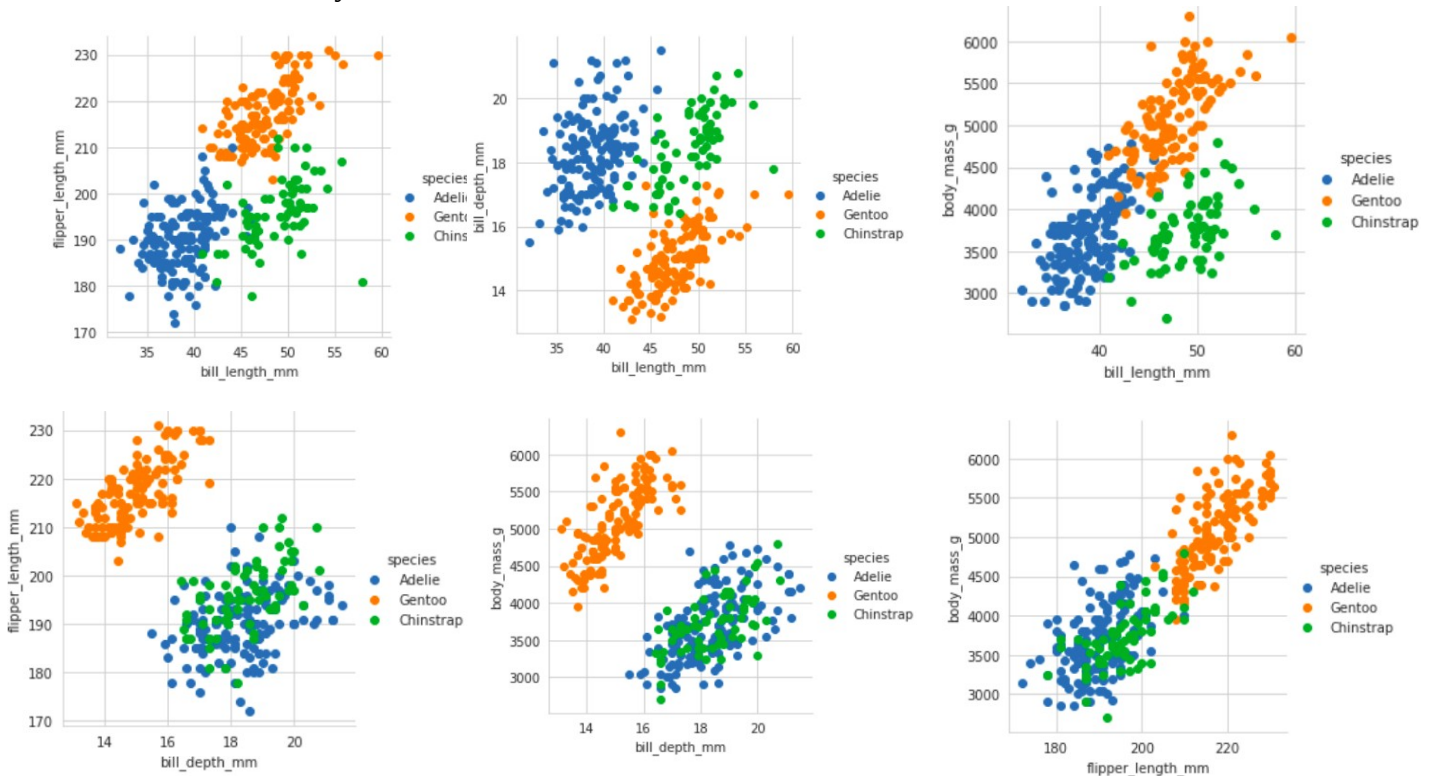 230
220
210
200
190
180
170
flipper_length_mm
35
40
45
50
55
60
bill_length_mm
species
Adeli
Gento
Chins
20
18
16
14
bill_depth_mm
35
40
45
50
55
60
bill_length_mm
species
Adelie
Gentoo
Chinstrap
6000
5500
5000
4500
4000
3500
3000
body_mass_g
40
50
60
bill_length_mm
species
Adelie
Gentoo
Chinstrap
230
220
210
200
190
180
170
flipper_length_mm
14
16
18
20
bill_depth_mm
species
Adelie
Gentoo
Chinstrap
6000
5500
5000
4500
4000
3500
3000
body_mass_g
14
16
18
20
bill_depth_mm
species
Adelie
Gentoo
Chinstrap
6000
5500
5000
4500
4000
3500
3000
body_mass_g
180
200
220
flipper_length_mm
species
Adelie
Gentoo
Chinstrap